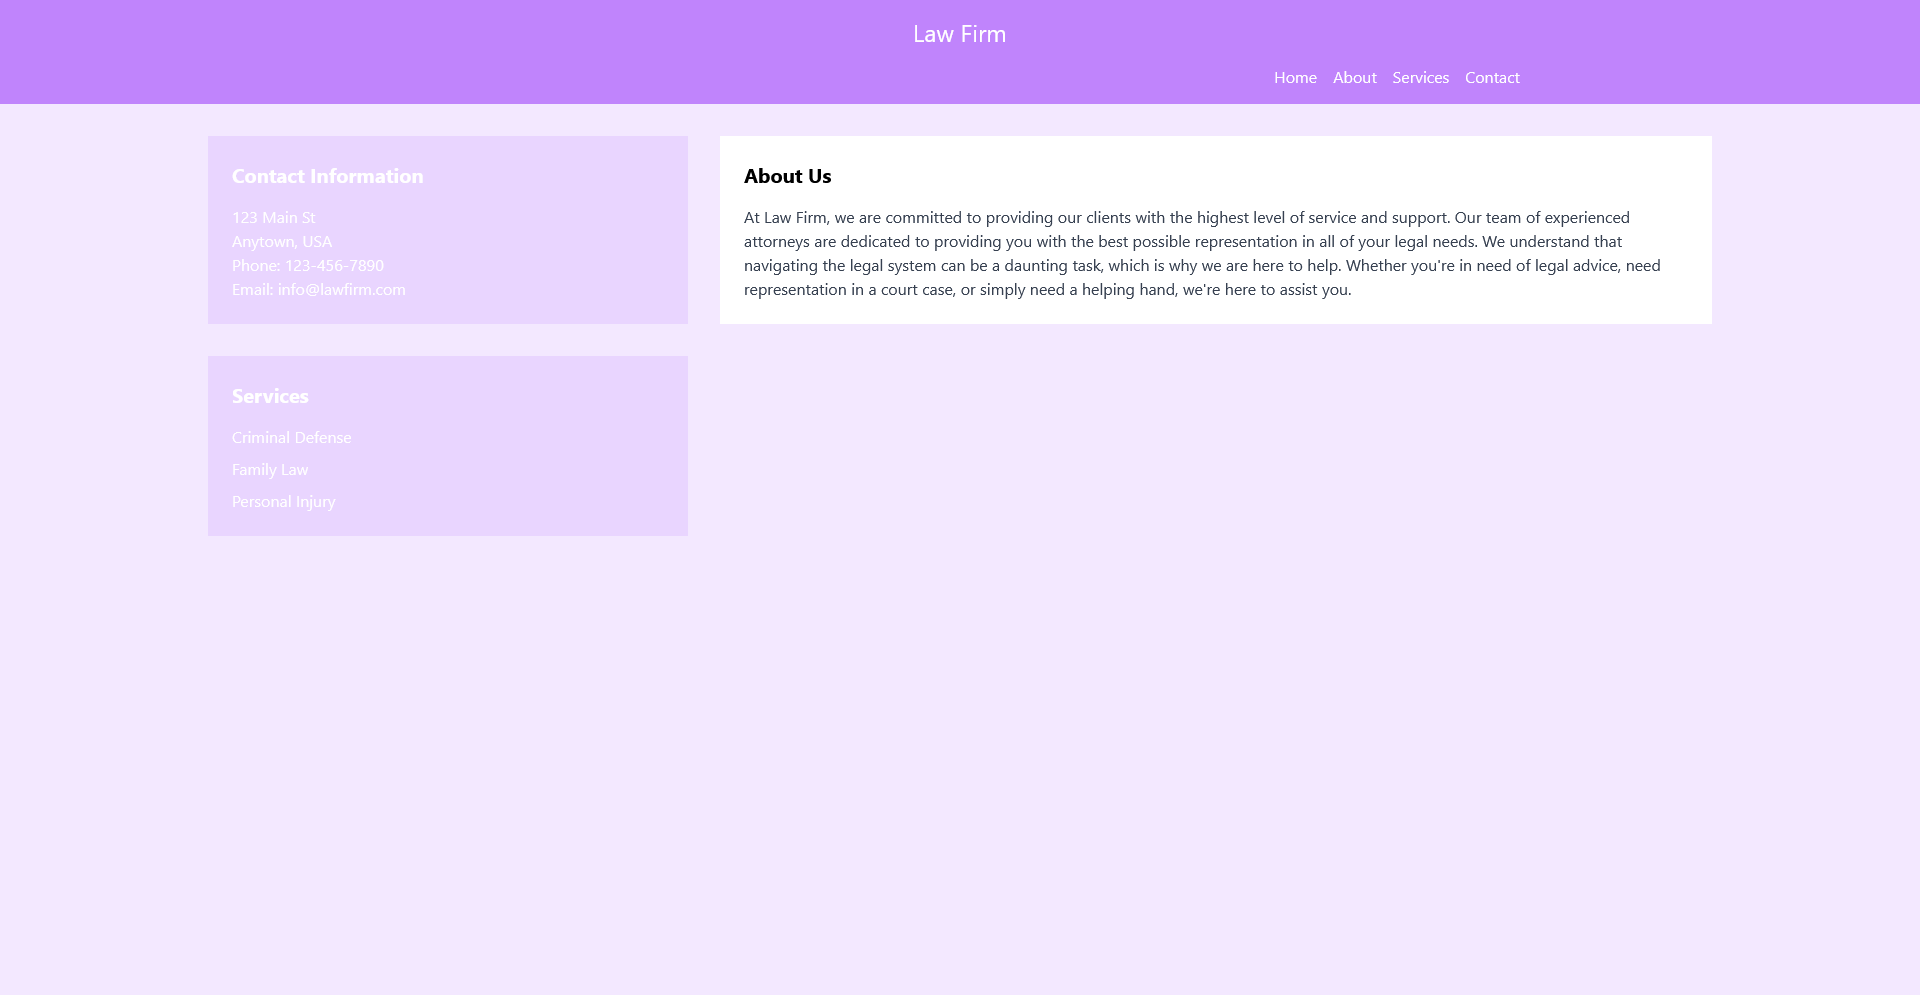 Law Firm
Home About Services Contact
Contact Information
123 Main St
Anytown, USA
Phone: 123-456-7890
Email: info@lawfirm.com
About Us
At Law Firm, we are committed to providing our clients with the highest level of service and support. Our team of experienced
attorneys are dedicated to providing you with the best possible representation in all of your legal needs. We understand that
navigating the legal system can be a daunting task, which is why we are here to help. Whether you're in need of legal advice, need
representation in a court case, or simply need a helping hand, we're here to assist you.
Services
Criminal Defense
Family Law
Personal Injury